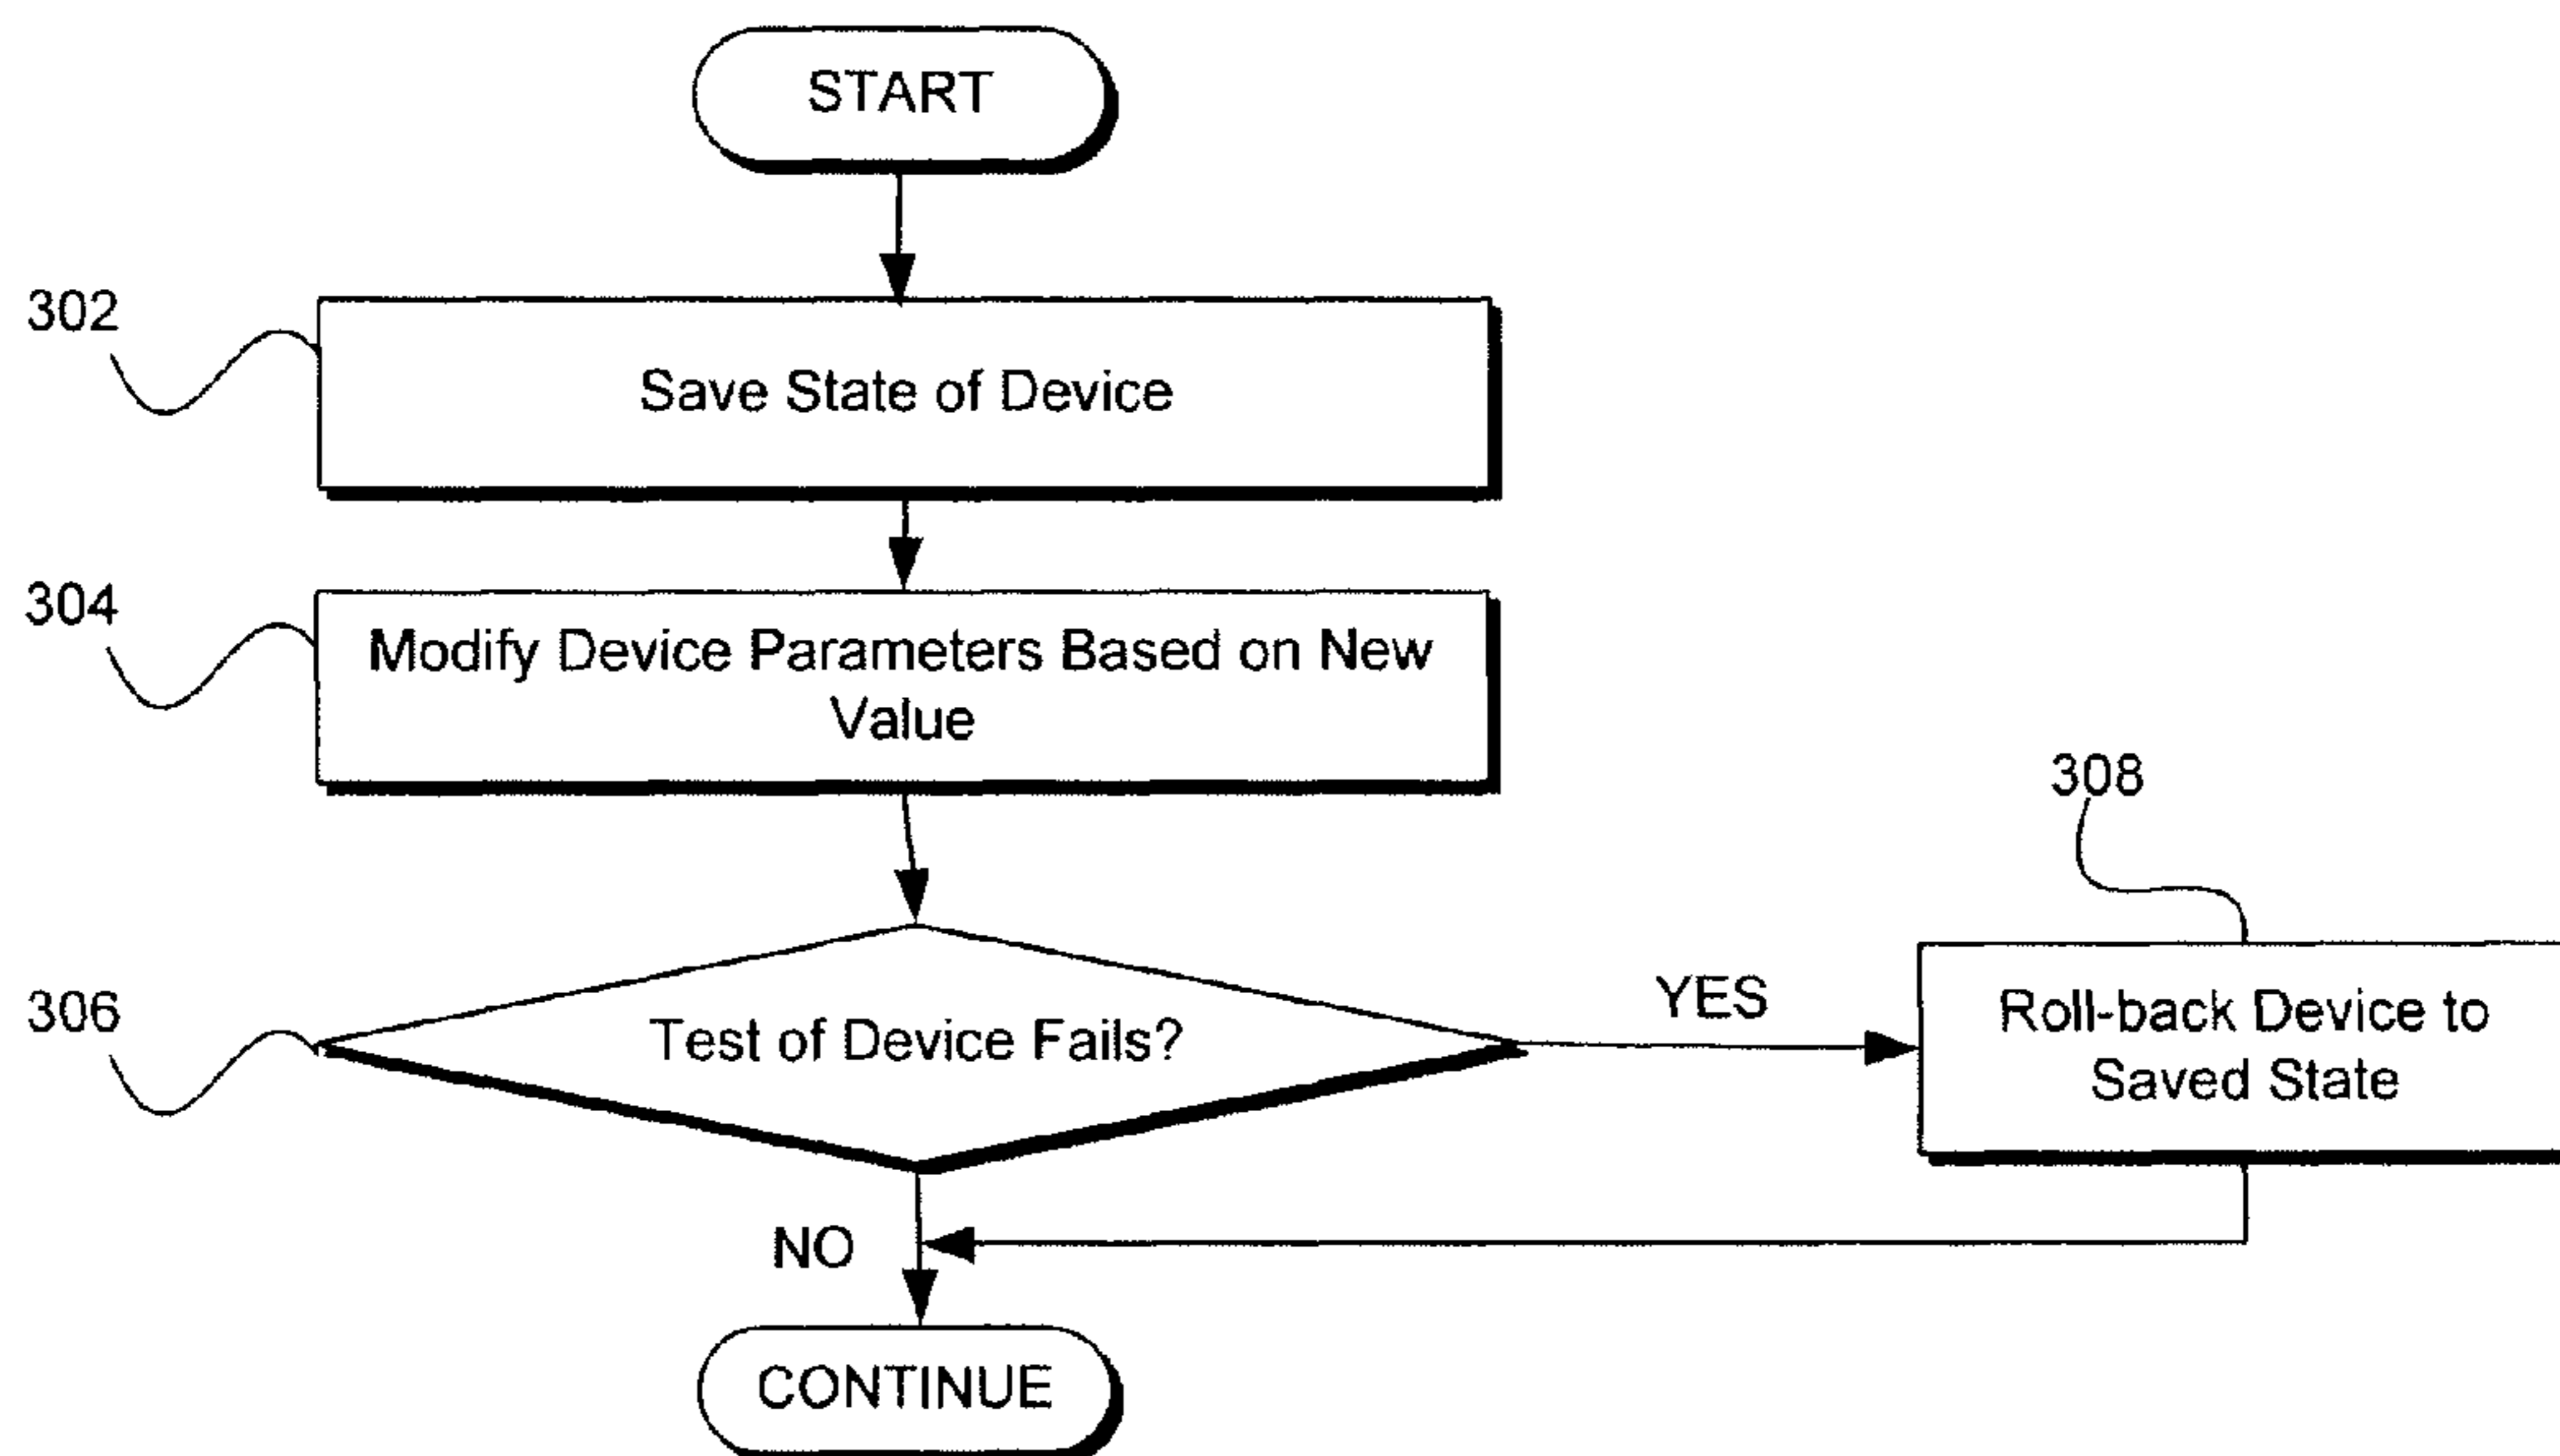 START
302
Save State of Device
304
Modify Device Parameters Based on New
Value
308
306
Test of Device Fails?
YES
Roll-back Device to
Saved State
NO
CONTINUE